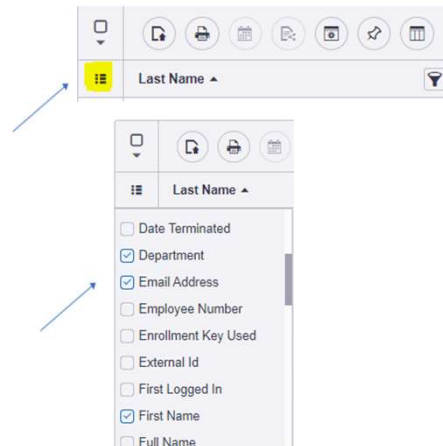 Last Name
Last Name
Date Terminated
Department
Email Address
Employee Number
Enrollment Key Used
External Id
First Logged In
First Name
Full Name